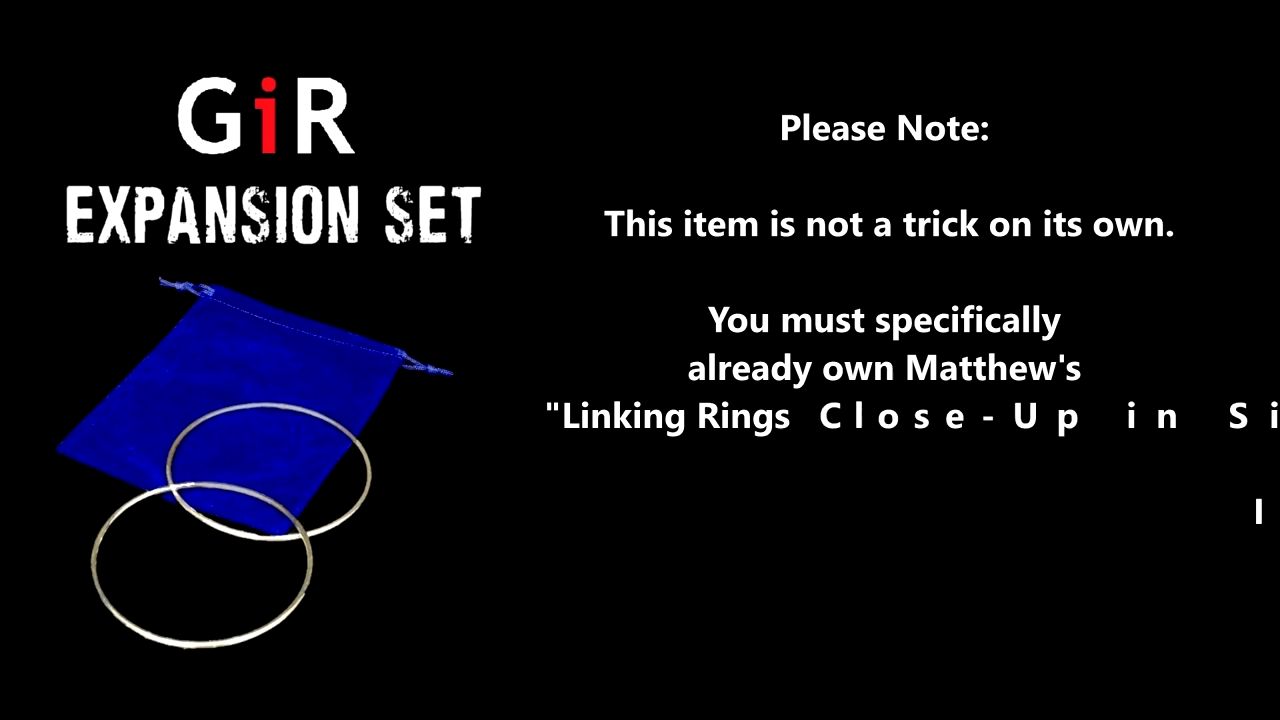 GiR
EXPANSION SET
Please Note:
This item is not a trick on its own.
You must specifically
already own Matthew's
"Linking Rings Close-Up in